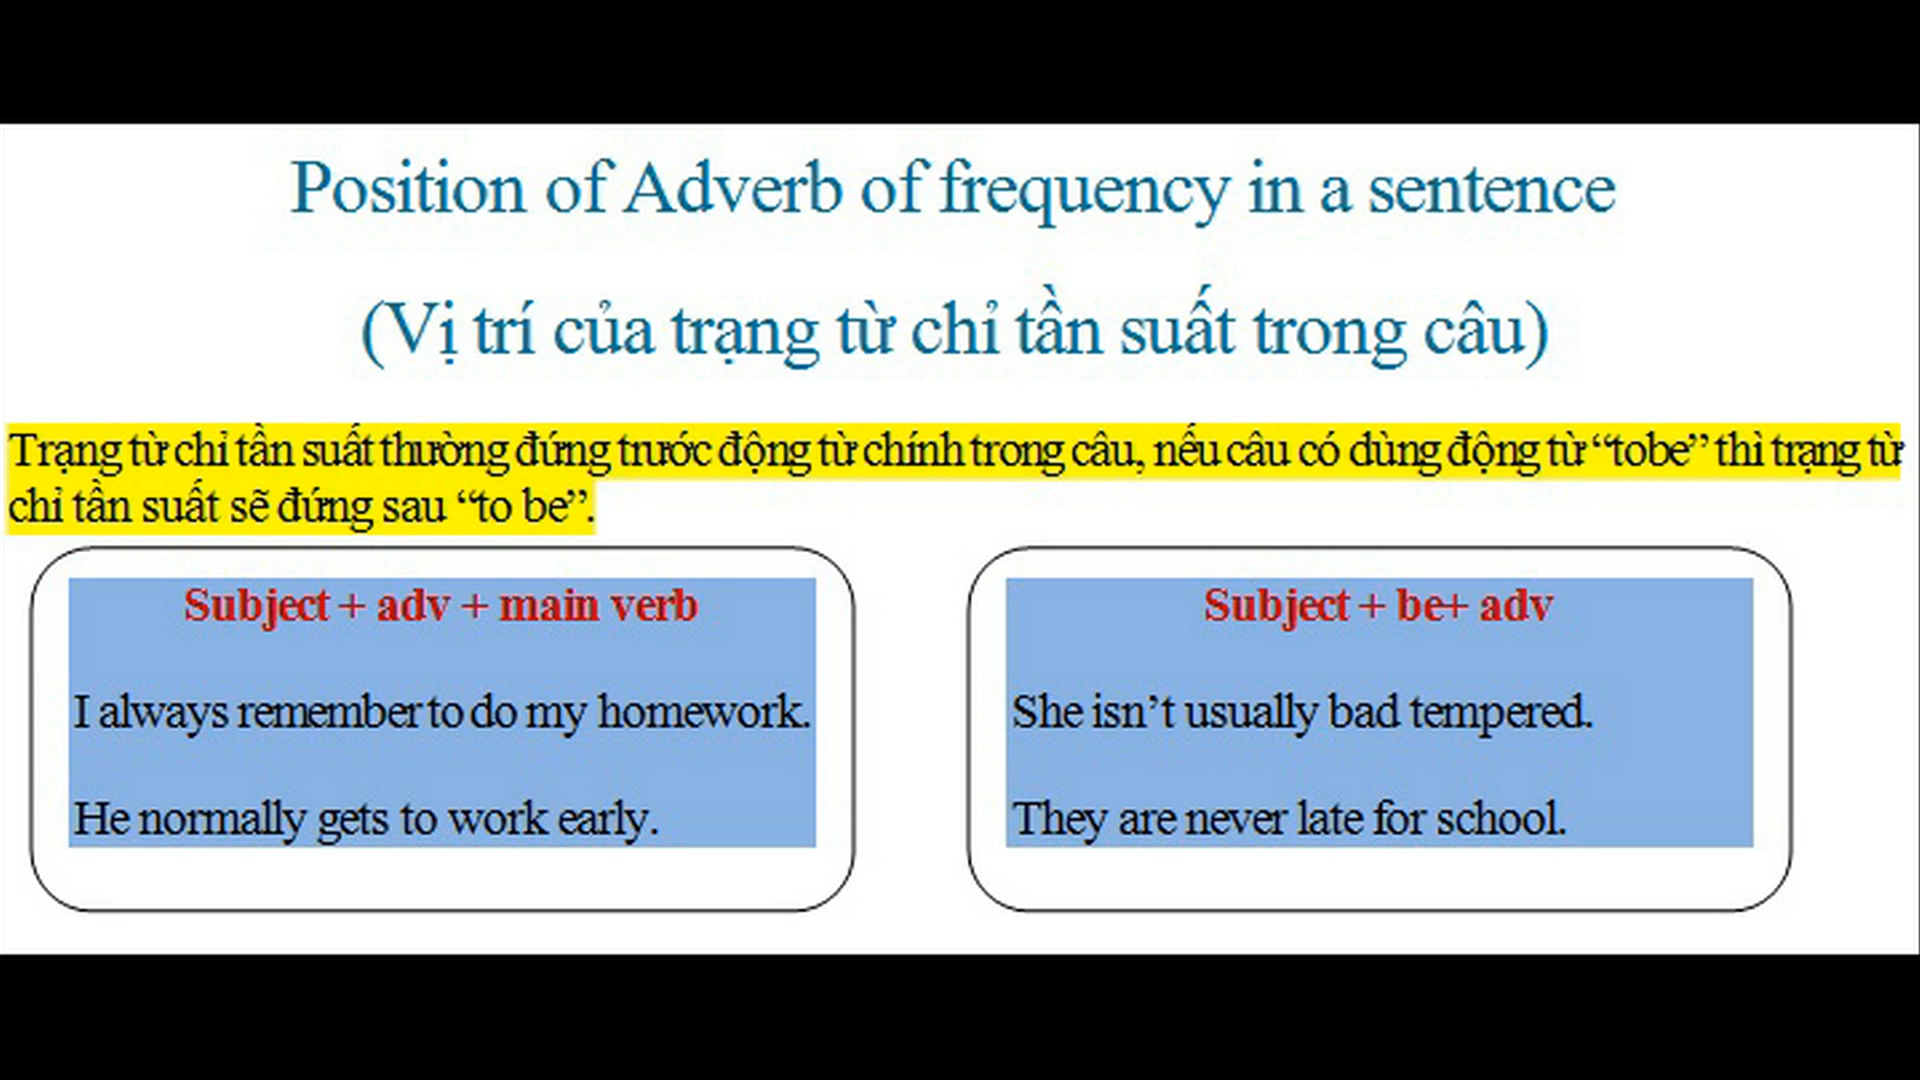 Position of Adverb of frequency in a sentence
(Vị trí của trạng từ chỉ tần suất trong câu)
Trạng từ chỉ tần suất thường đứng trước động từ chính trong câu, nếu câu có dùng động từ “tobe” thì trạng từ
chỉ tần suất sẽ đứng sau “to be”.
Subject + adv + main verb
I always remember to do my homework.
He normally gets to work early.
Subject + be+ adv
She isn’t usually bad tempered.
They are never late for school.